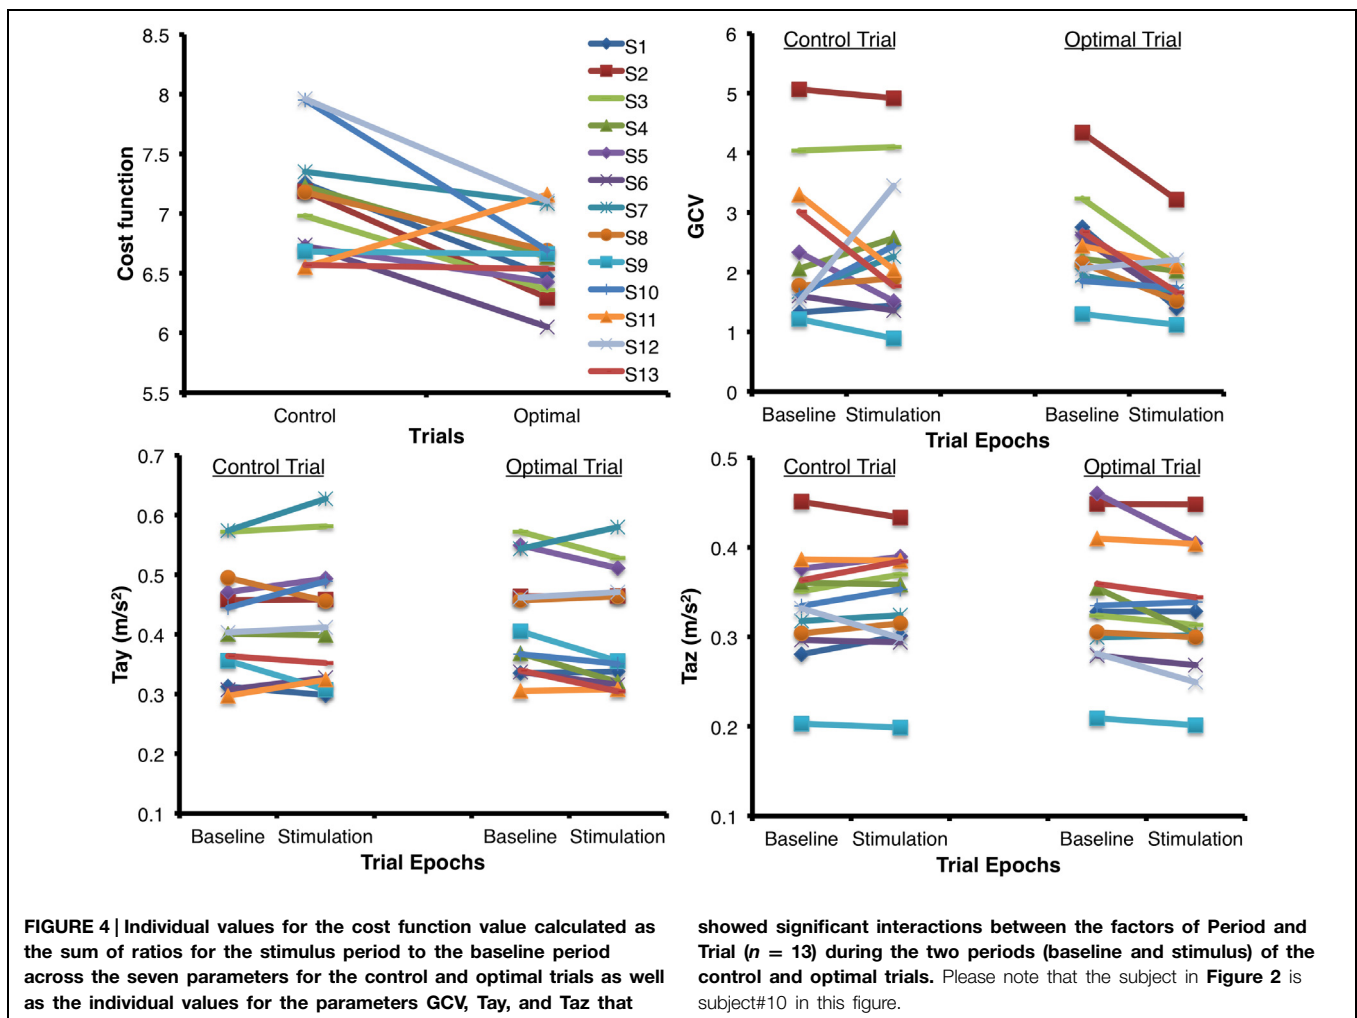 8.5
8
7.5
7
6.5
6
5.5
Cost function
Control
Optimal
Trials
S1
S2
S3
S4
S5
S6
S7
S8
S9
S10
S11
S12
S13
6
5
4
3
2
1
0
GCV
Control Trial
Optimal Trial
Baseline Stimulation
Baseline Stimulation
Trial Epochs
0.7
0.6
0.5
0.4
0.3
0.2
0.1
Tay (m/s²)
Control Trial
Optimal Trial
Baseline Stimulation
Baseline Stimulation
Trial Epochs
0.5
0.4
0.3
0.2
0.1
Taz (m/s²)
Control Trial
Optimal Trial
Baseline Stimulation
Baseline Stimulation
Trial Epochs
FIGURE 4 | Individual values for the cost function value calculated as
the sum of ratios for the stimulus period to the baseline period
across the seven parameters for the control and optimal trials as well
as the individual values for the parameters GCV, Tay, and Taz that
showed significant interactions between the factors of Period and
Trial (n = 13) during the two periods (baseline and stimulus) of the
control and optimal trials. Please note that the subject in Figure 2 is
subject#10 in this figure.